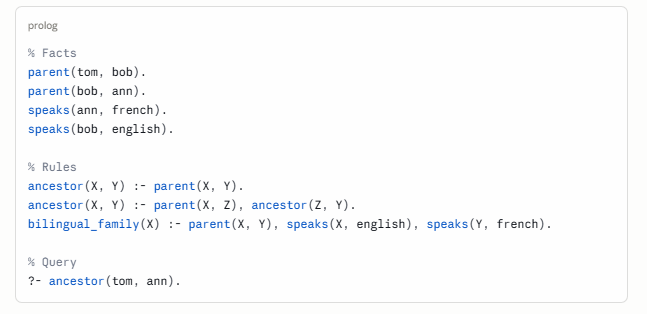 prolog
% Facts
parent(tom, bob).
parent(bob, ann).
speaks(ann, french).
speaks(bob, english).
% Rules
ancestor(X, Y) :- parent(X, Y).
ancestor(X, Y) :- parent(X, Z), ancestor(Z, Y).
bilingual_family(X) :- parent(X, Y), speaks(X, english), speaks(Y, french).
% Query
?- ancestor(tom, ann).